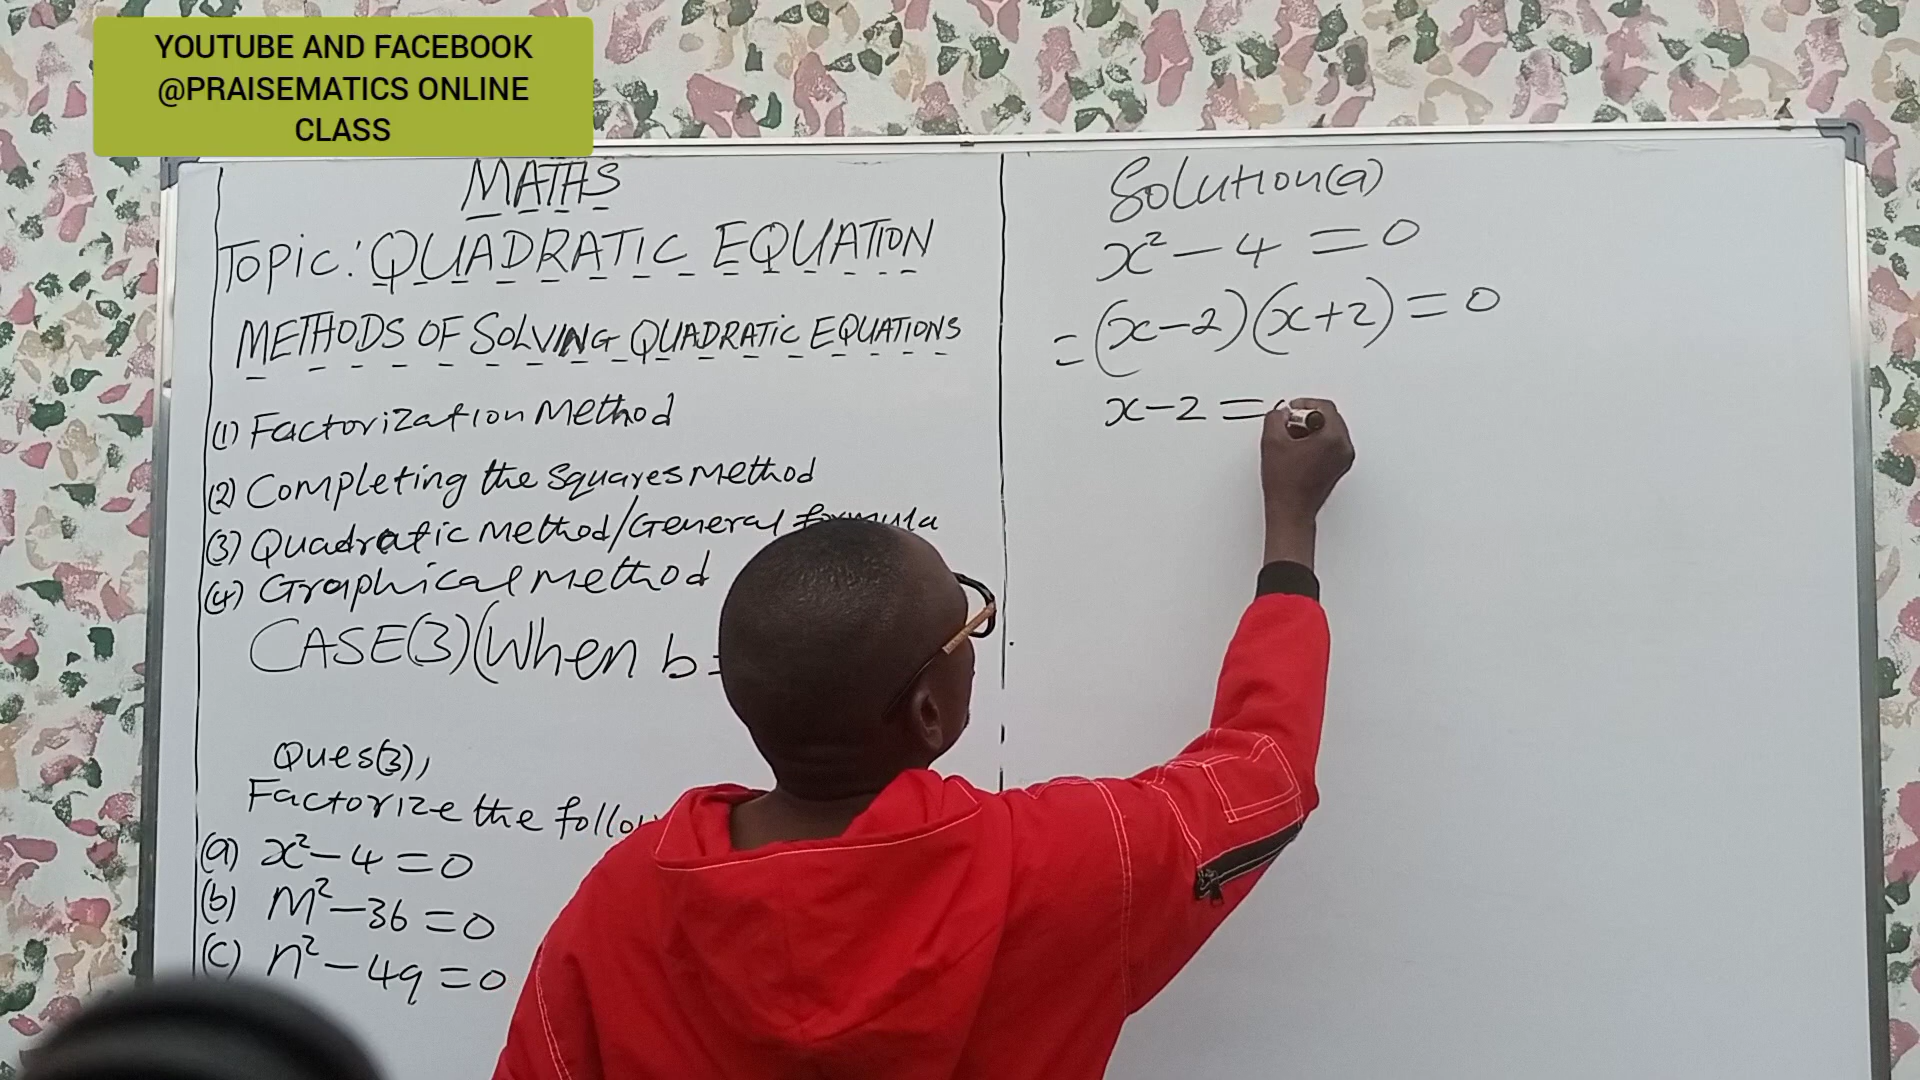 YOUTUBE AND FACEBOOK
@PRAISEMATICS ONLINE
CLASS
MATHS
Topic: QUADRATIC EQUATION
METHODS OF SOLVING QUADRATIC EQUATIONS
(1) Factorization Method
(2) Completing the Squares Method
(3) Quadratic Method/General formula
(4) Graphical Method
CASE(3)(When b=
Ques(3),
Factorize the
(a) x²-4=0
(b) M²-36=0
(c) n²-49=0
Solution(a)
x²-4=0
=(x-2)(x+2)=0
x-2=